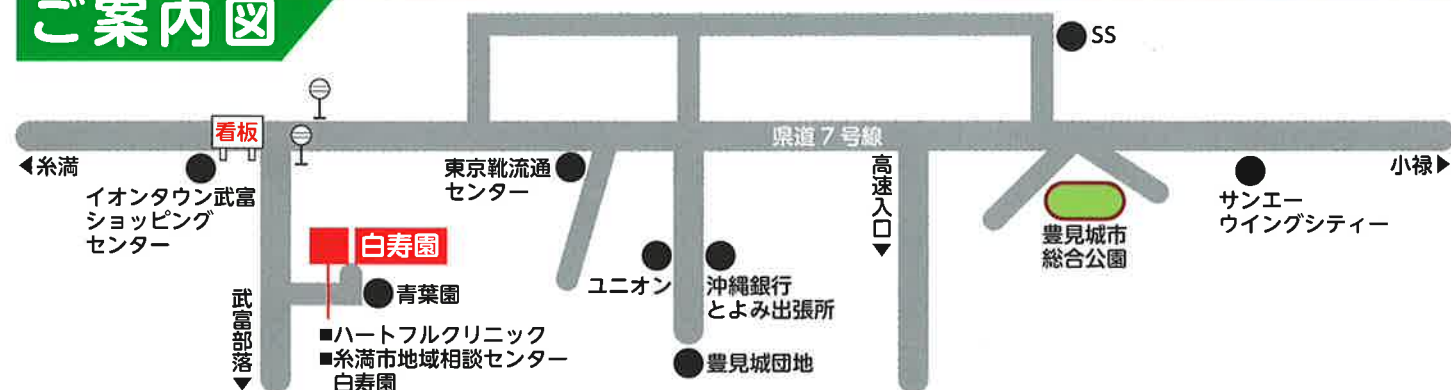 ご案内図
SS
看板
県道7号線
◀糸満
イオンタウン武富
ショッピング
センター
東京靴流通
センター
高速入口▼
小禄▶
サンエー
ウイングシティー
豊見城市
総合公園
白寿園
ユニオン
沖縄銀行
とよみ出張所
青葉園
武富部落▼
■ハートフルクリニック
■糸満市地域相談センター
白寿園
豊見城団地